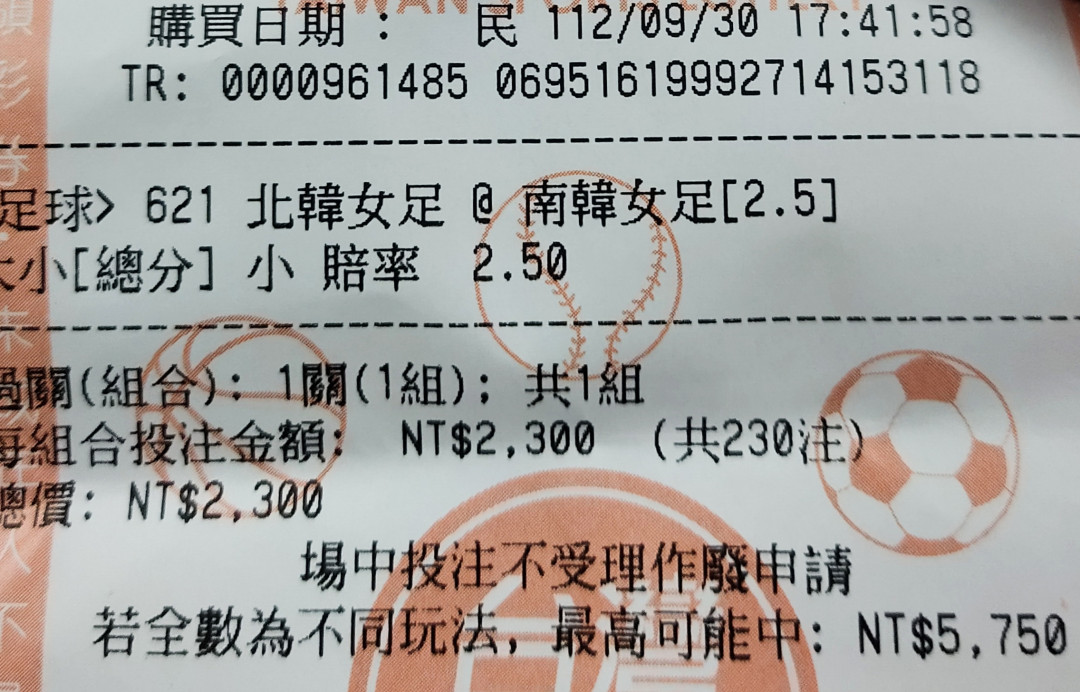 購買日期 : 民 112/09/30 17:41:58
TR: 0000961485 06951619992714153118
足球> 621 北韓女足 @ 南韓女足[2.5]
大小[總分] 小 賠率 2.50
過關(組合): 1關(1組); 共1組
每組合投注金額: NT$2,300 (共230注)
總價: NT$2,300
場中投注不受理作廢申請
若全數為不同玩法, 最高可能中: NT$5,750